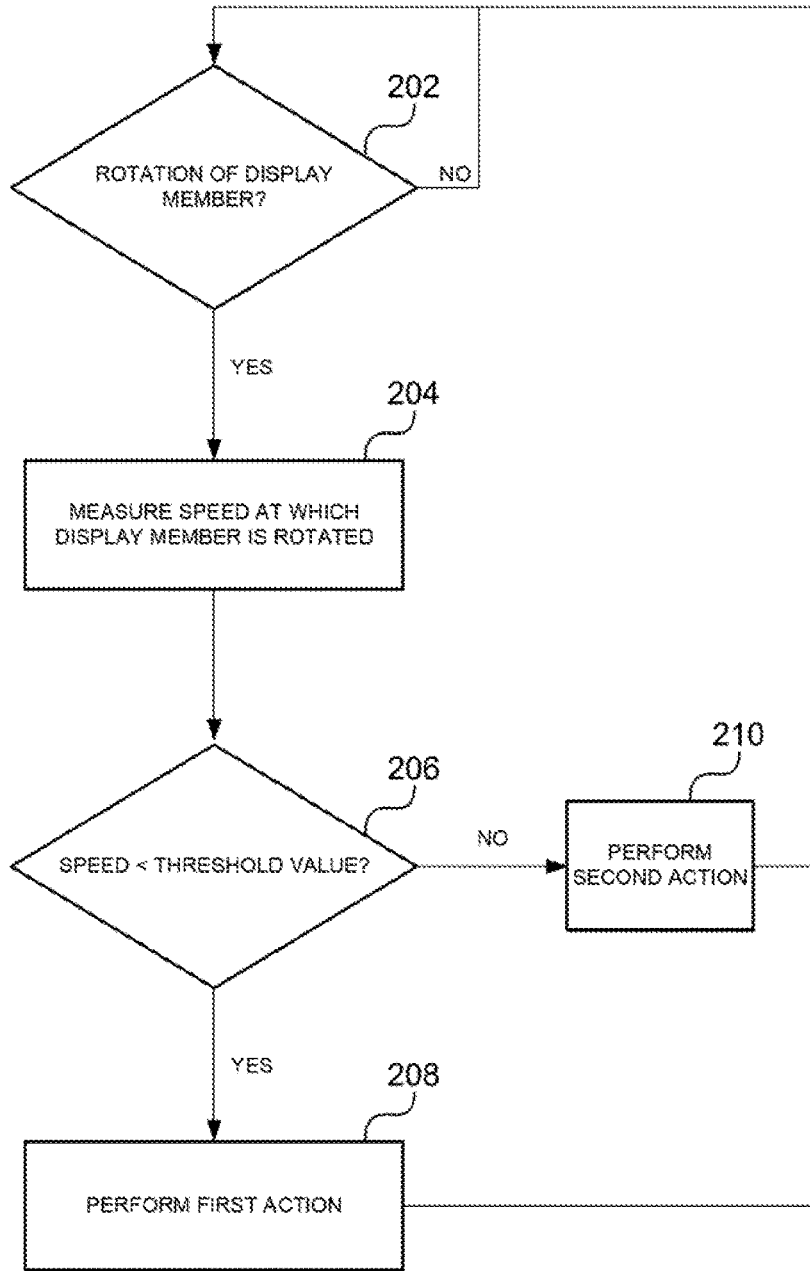 202
ROTATION OF DISPLAY
MEMBER?
NO
YES
204
MEASURE SPEED AT WHICH
DISPLAY MEMBER IS ROTATED
206
SPEED < THRESHOLD VALUE?
NO
210
PERFORM
SECOND ACTION
YES
208
PERFORM FIRST ACTION